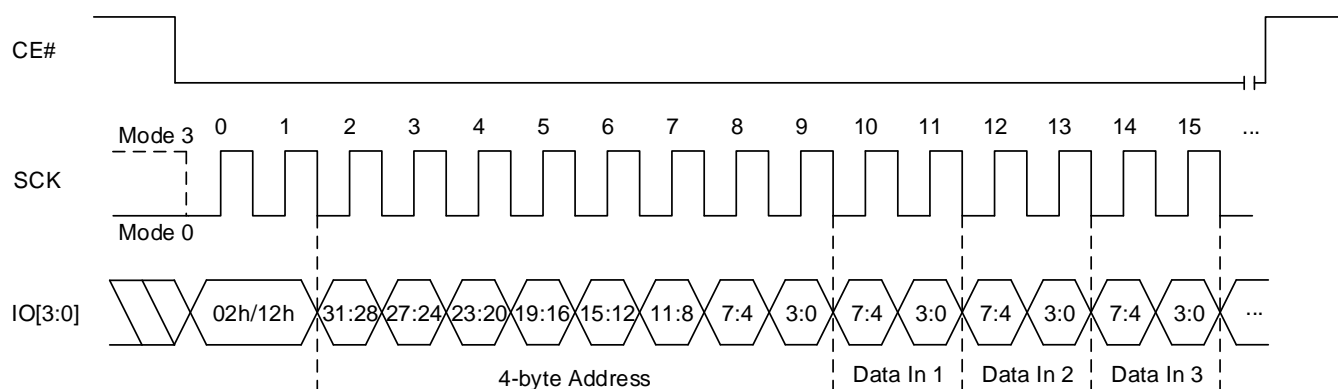 CE#
Mode 3
0 1 2 3 4 5 6 7 8 9 10 11 12 13 14 15 ...
SCK
Mode 0
IO[3:0]
02h/12h 31:28 27:24 23:20 19:16 15:12 11:8 7:4 3:0 7:4 3:0 7:4 3:0 7:4 3:0 ...
4-byte Address Data In 1 Data In 2 Data In 3